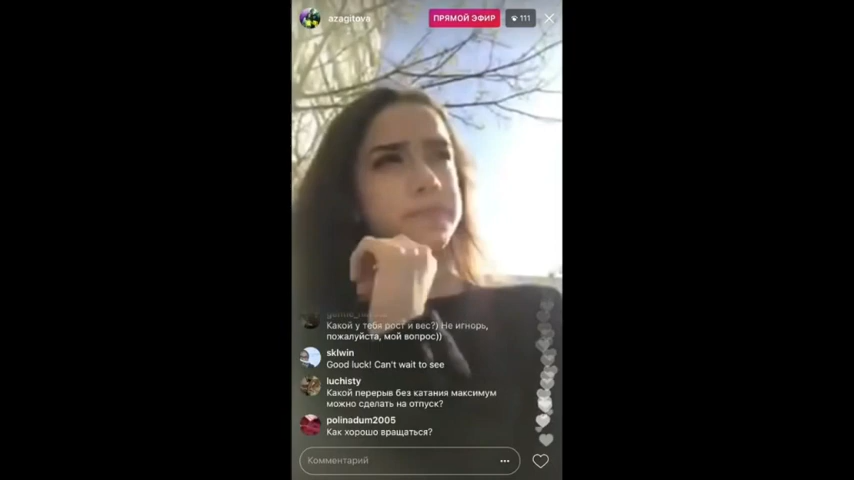 azagitova
ПРЯМОЙ ЭФИР
111
Какой у тебя рост и вес?) Не игнорь,
пожалуйста, мой вопрос))
sklwin
Good luck! Can't wait to see
luchisty
Какой перерыв без катания максимум
можно сделать на отпуск?
polinadum2005
Как хорошо вращаться?
Комментарий